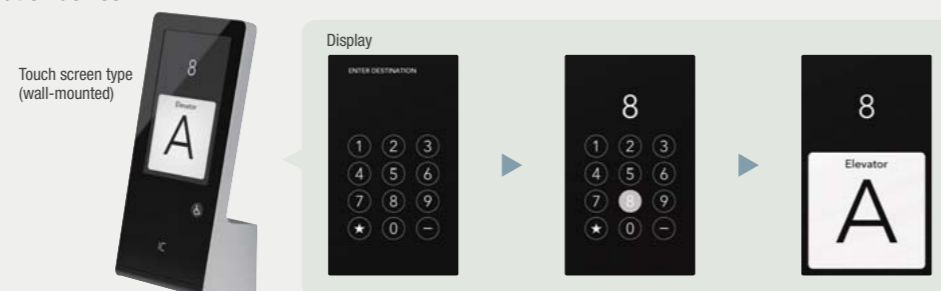 Touch screen type
(wall-mounted)
8
Elevator
A
IC
Display
ENTER DESTINATION
1 2 3
4 5 6
7 8 9
★ 0 −
8
1 2 3
4 5 6
7 8 9
★ 0 −
8
Elevator
A